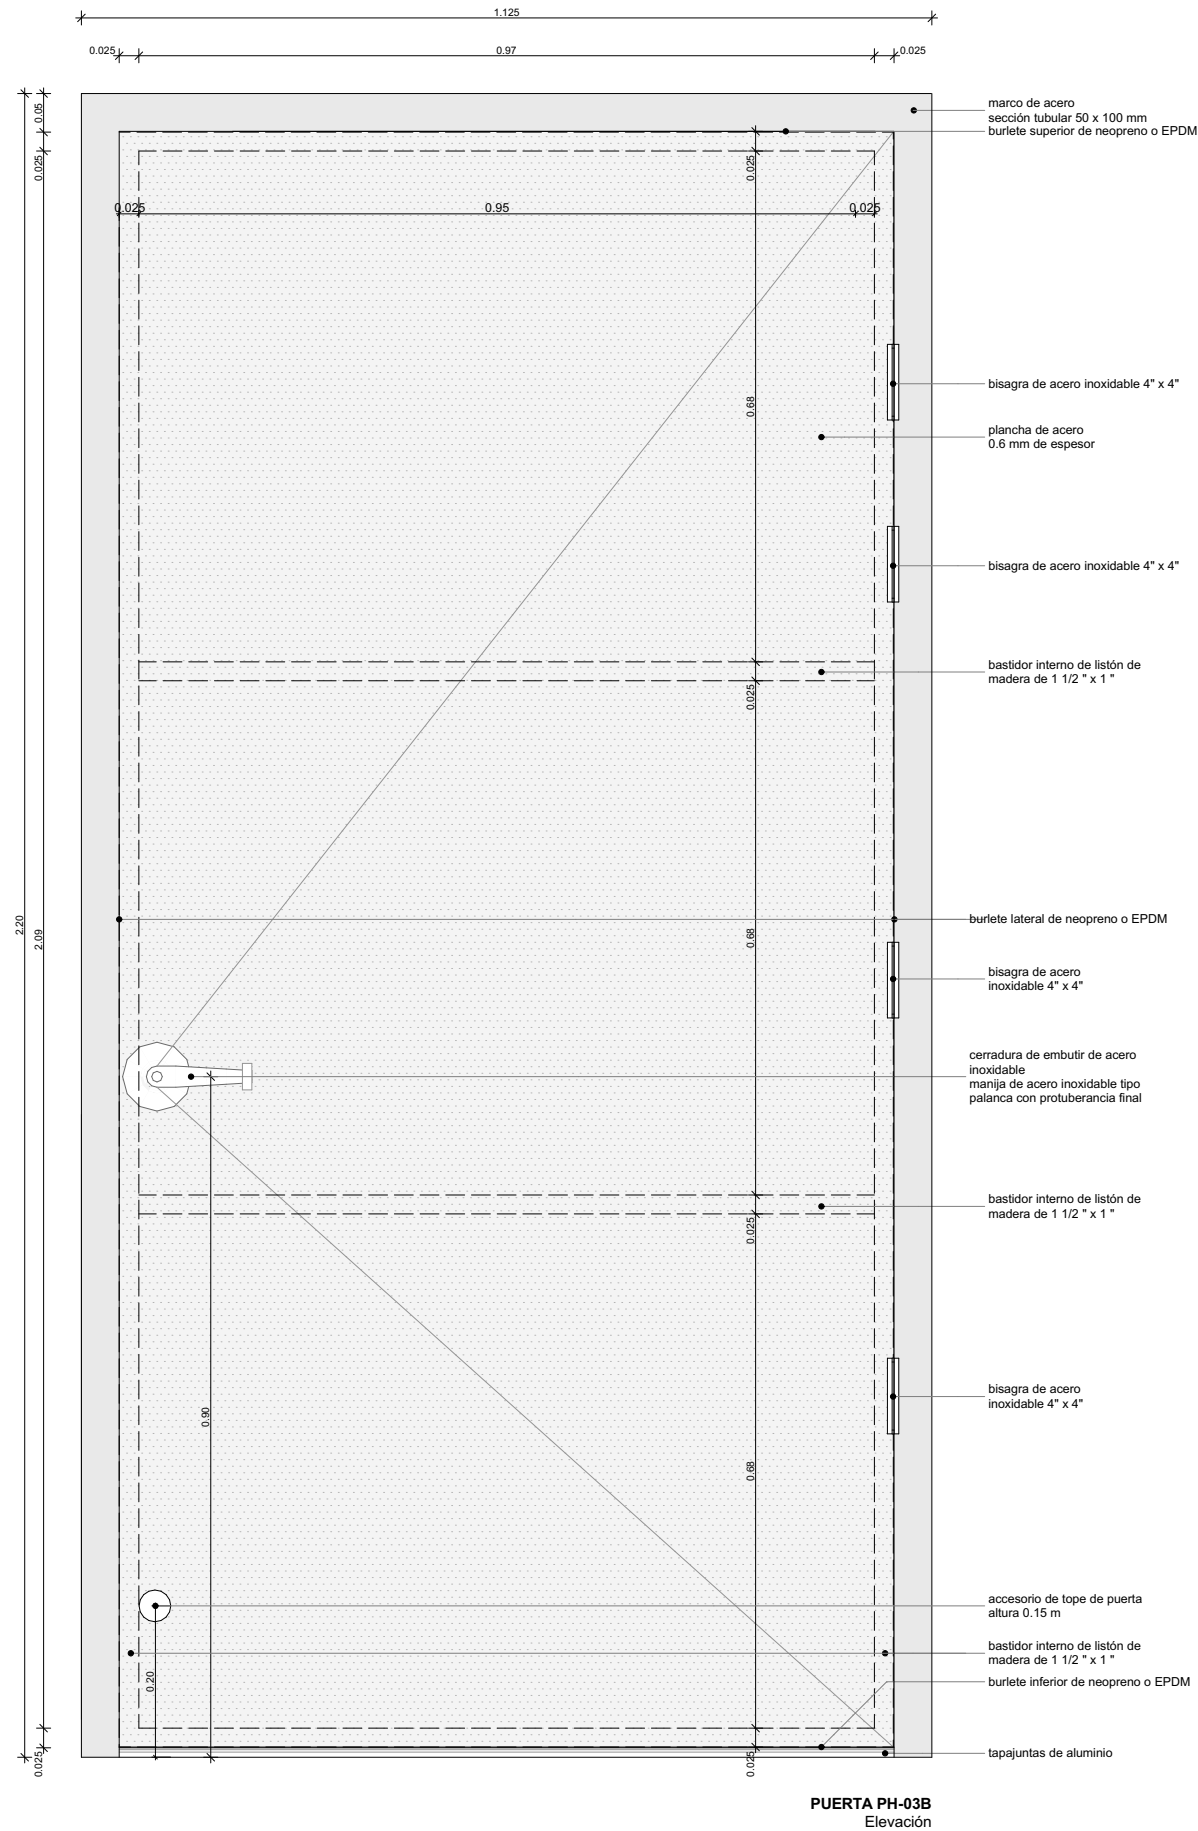 1.125
0.025
0.97
0.025
0.05
0.025
marco de acero
sección tubular 50 x 100 mm
burlete superior de neopreno o EPDM
0.025
0.025
0.95
0.025
bisagra de acero inoxidable 4" x 4"
0.68
plancha de acero
0.6 mm de espesor
bisagra de acero inoxidable 4" x 4"
bastidor interno de listón de
madera de 1 1/2 " x 1 "
0.025
2.20
2.09
0.68
burlete lateral de neopreno o EPDM
bisagra de acero
inoxidable 4" x 4"
cerradura de embutir de acero
inoxidable
manija de acero inoxidable tipo
palanca con protuberancia final
bastidor interno de listón de
madera de 1 1/2 " x 1 "
0.025
bisagra de acero
inoxidable 4" x 4"
0.90
0.68
accesorio de tope de puerta
altura 0.15 m
bastidor interno de listón de
madera de 1 1/2 " x 1 "
0.20
burlete inferior de neopreno o EPDM
0.025
0.025
tapajuntas de aluminio
PUERTA PH-03B
Elevación